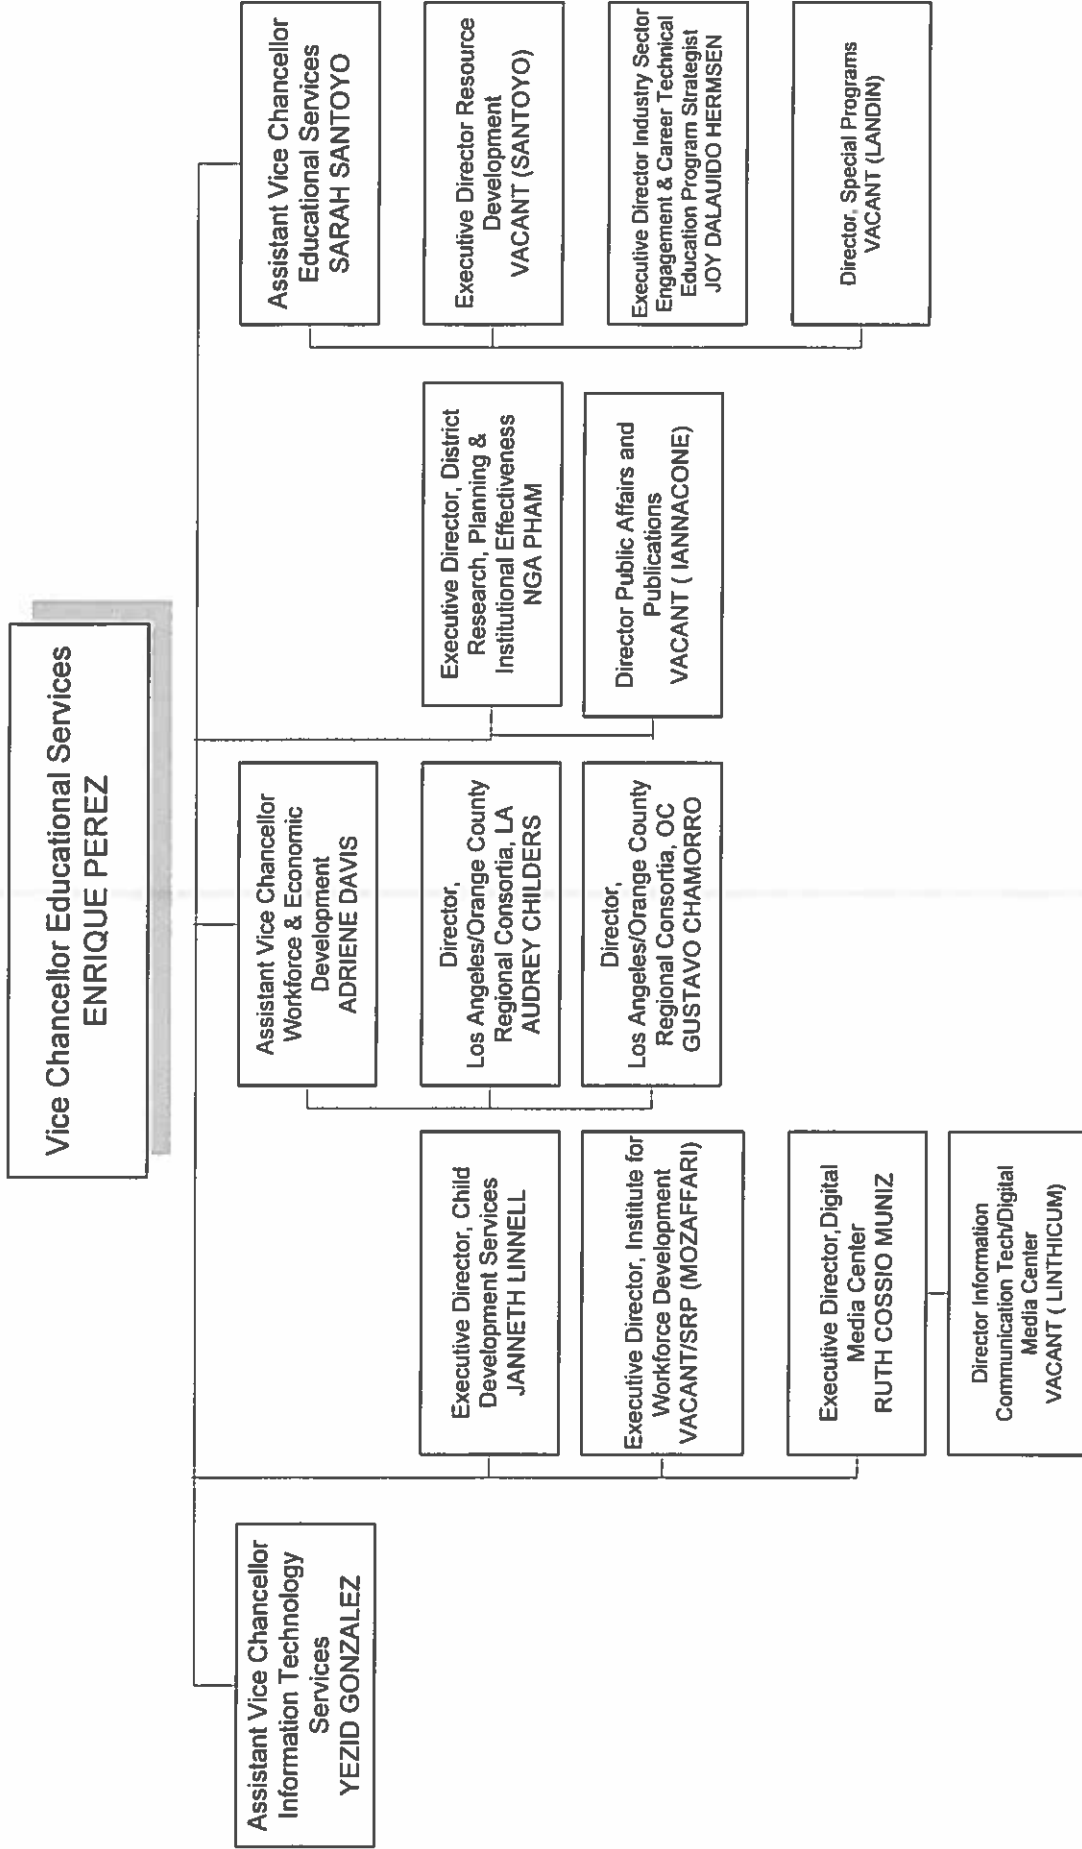 Vice Chancellor Educational Services
ENRIQUE PEREZ
Assistant Vice Chancellor
Information Technology
Services
YEZID GONZALEZ
Executive Director, Child
Development Services
JANNETH LINNELL
Executive Director, Institute for
Workforce Development
VACANT/SRP (MOZAFFARI)
Executive Director,Digital
Media Center
RUTH COSSIO MUNIZ
Director Information
Communication Tech/Digital
Media Center
VACANT ( LINTHICUM)
Assistant Vice Chancellor
Workforce & Economic
Development
ADRIENE DAVIS
Director,
Los Angeles/Orange County
Regional Consortia, LA
AUDREY CHILDERS
Director,
Los Angeles/Orange County
Regional Consortia, OC
GUSTAVO CHAMORRO
Executive Director, District
Research, Planning &
Institutional Effectiveness
NGA PHAM
Director Public Affairs and
Publications
VACANT ( IANNACONE)
Assistant Vice Chancellor
Educational Services
SARAH SANTOYO
Executive Director Resource
Development
VACANT (SANTOYO)
Executive Director Industry Sector
Engagement & Career Technical
Education Program Strategist
JOY DALAUIDO HERMSEN
Director, Special Programs
VACANT (LANDIN)